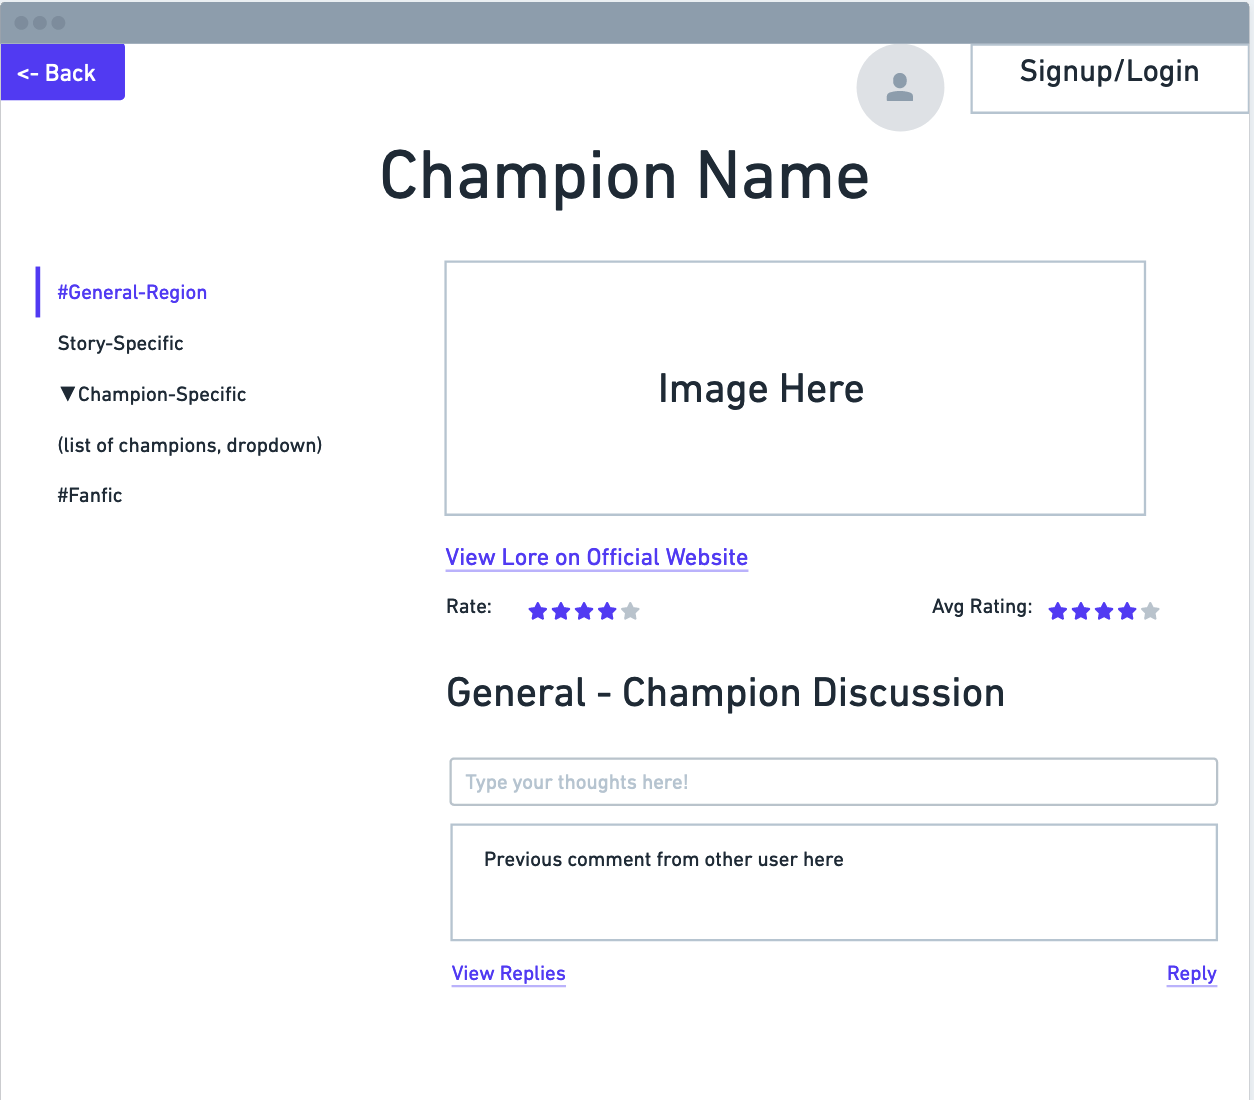 <- Back
Signup/Login
Champion Name
#General-Region
Story-Specific
▼Champion-Specific
(list of champions, dropdown)
#Fanfic
Image Here
View Lore on Official Website
Rate:
Avg Rating:
General - Champion Discussion
Type your thoughts here!
Previous comment from other user here
View Replies
Reply